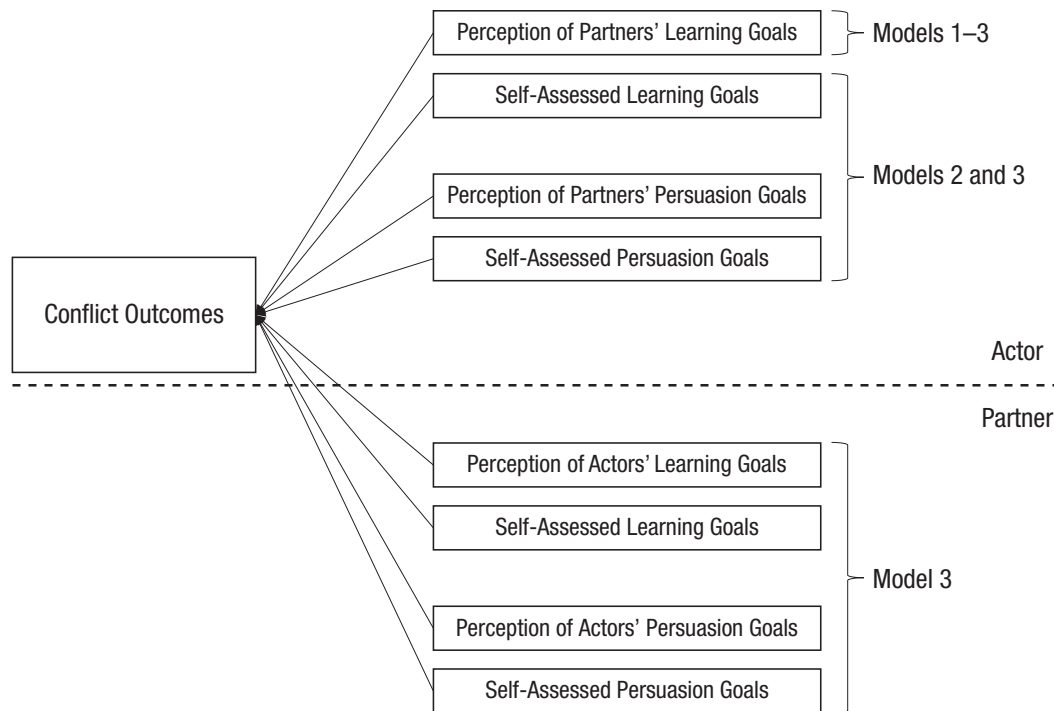 Perception of Partners’ Learning Goals
Models 1–3
Self-Assessed Learning Goals
Models 2 and 3
Perception of Partners’ Persuasion Goals
Self-Assessed Persuasion Goals
Conflict Outcomes
Actor
Partner
Perception of Actors’ Learning Goals
Self-Assessed Learning Goals
Model 3
Perception of Actors’ Persuasion Goals
Self-Assessed Persuasion Goals